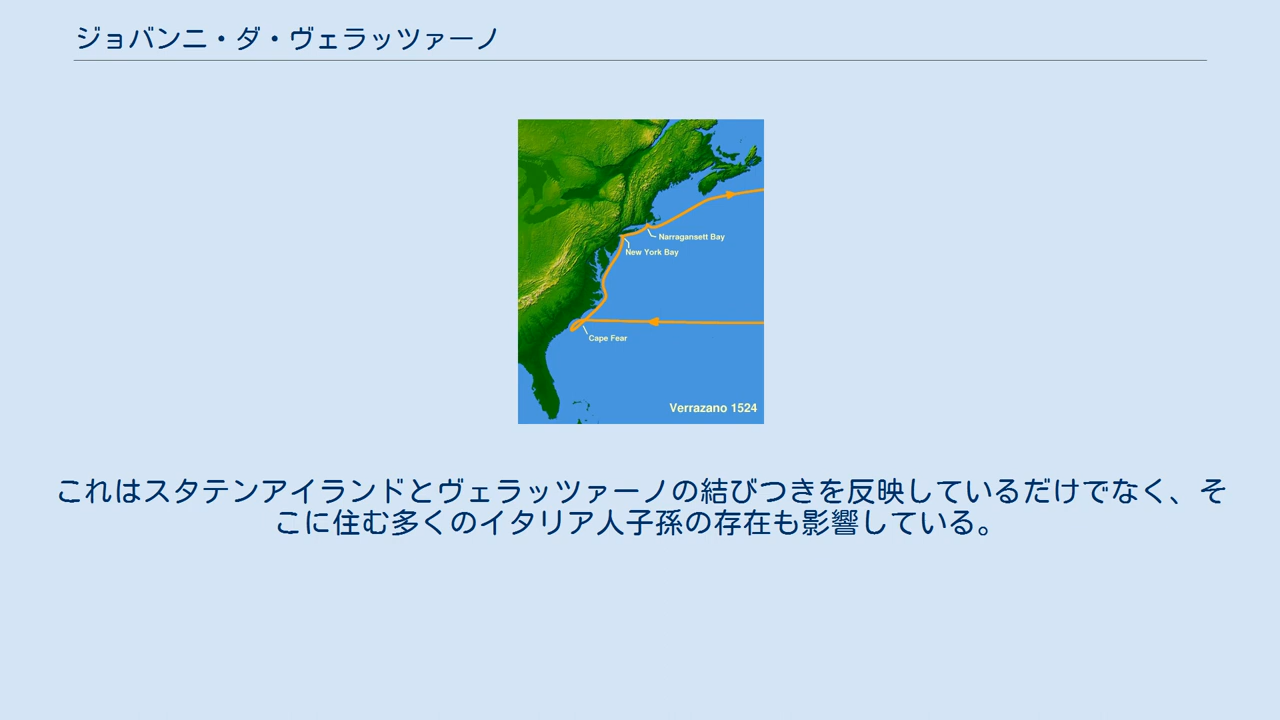 ジョバンニ・ダ・ヴェラッツァーノ
Narragansett Bay
New York Bay
Cape Fear
Verrazano 1524
これはスタテンアイランドとヴェラッツァーノの結びつきを反映しているだけでなく、そ
こに住む多くのイタリア人子孫の存在も影響している。